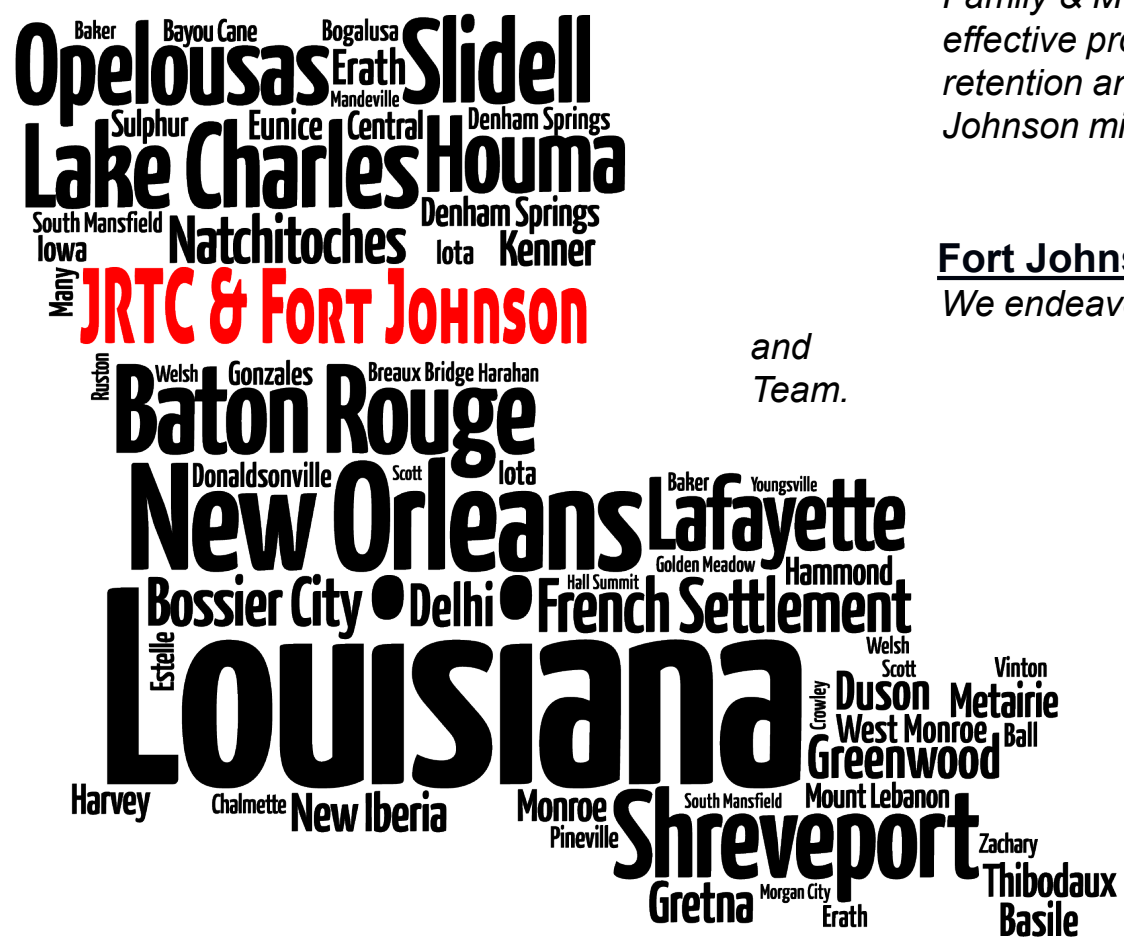 Baker Bayou Cane Bogalusa
Opelousas Erath Slidell
Mandeville
Sulphur Eunice Central Denham Springs
Lake Charles Houma
South Mansfield Denham Springs
Iowa Natchitoches Iota Kenner
Many
JRTC & Fort Johnson
Ruston
Welsh Gonzales Breaux Bridge Harahan
Baton Rouge
Donaldsonville Scott Iota Baker Youngsville
New Orleans Lafayette
Golden Meadow Hammond
Hall Summit
Bossier City Delhi French Settlement
Estelle Welsh
Louisiana Scott Vinton
Crowley Duson Metairie
West Monroe Ball
Greenwood
Harvey Chalmette New Iberia Monroe South Mansfield Mount Lebanon
Pineville Shreveport Zachary
Thibodaux
Gretna Morgan City Erath Basile
effective pro
retention an
Johnson mi
Fort Johns
We endeav
and
Team.